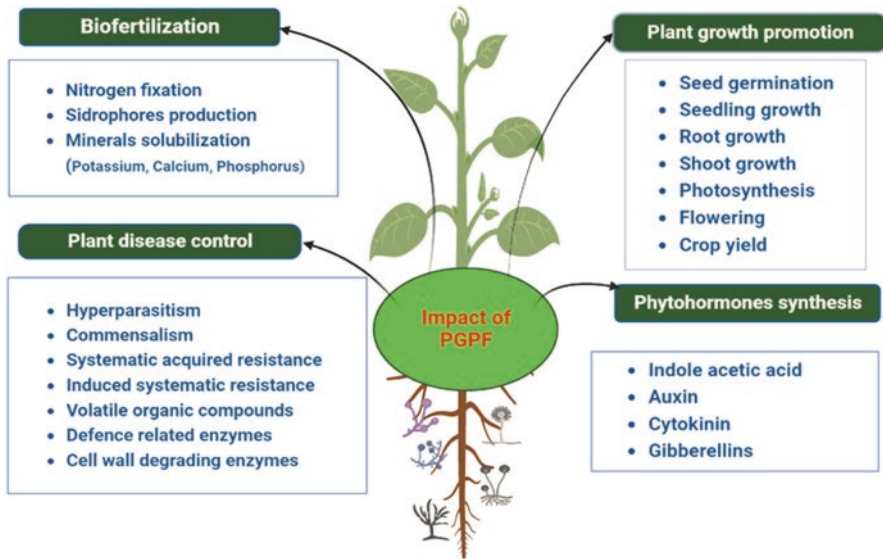 Biofertilization
• Nitrogen fixation
• Sidrophores production
• Minerals solubilization
(Potassium, Calcium, Phosphorus)
Plant disease control
• Hyperparasitism
• Commensalism
• Systematic acquired resistance
• Induced systematic resistance
• Volatile organic compounds
• Defence related enzymes
• Cell wall degrading enzymes
Impact of
PGPF
Plant growth promotion
• Seed germination
• Seedling growth
• Root growth
• Shoot growth
• Photosynthesis
• Flowering
• Crop yield
Phytohormones synthesis
• Indole acetic acid
• Auxin
• Cytokinin
• Gibberellins